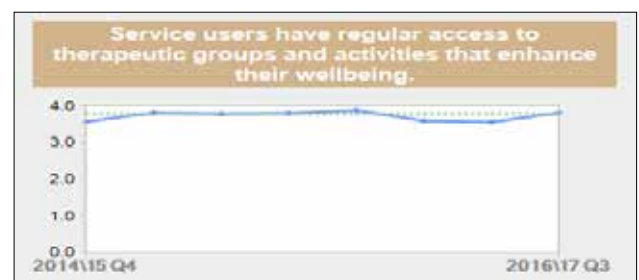 Service users have regular access to
therapeutic groups and activities that enhance
their wellbeing.
4.0
3.0
2.0
1.0
0.0
2014\15 Q4 2016\17 Q3